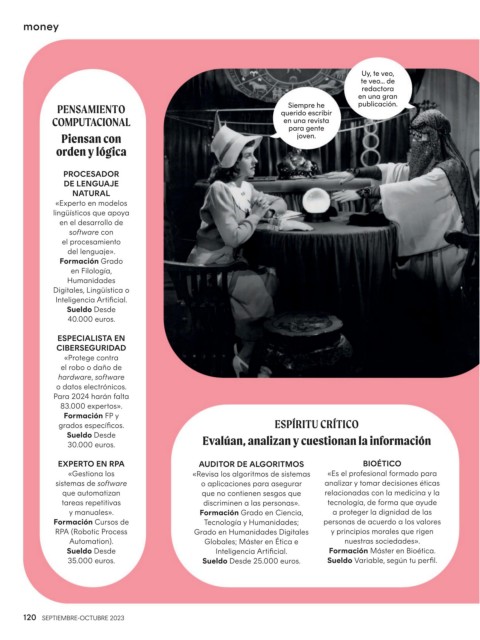 money
PENSAMIENTO
COMPUTACIONAL
Piensan con
orden y lógica
PROCESADOR
DE LENGUAJE
NATURAL
«Experto en modelos
lingüísticos que apoya
en el desarrollo de
software con
el procesamiento
del lenguaje».
Formación Grado
en Filología,
Humanidades
Digitales, Lingüística o
Inteligencia Artificial.
Sueldo Desde
40.000 euros.
ESPECIALISTA EN
CIBERSEGURIDAD
«Protege contra
el robo o daño de
hardware, software
o datos electrónicos.
Para 2024 harán falta
83.000 expertos».
Formación FP y
grados específicos.
Sueldo Desde
30.000 euros.
EXPERTO EN RPA
«Gestiona los
sistemas de software
que automatizan
tareas repetitivas
y manuales».
Formación Cursos de
RPA (Robotic Process
Automation).
Sueldo Desde
35.000 euros.
Siempre he
querido escribir
en una revista
para gente
joven.
Uy, te veo,
te veo... de
redactora
en una gran
publicación.
ESPÍRITU CRÍTICO
Evalúan, analizan y cuestionan la información
AUDITOR DE ALGORITMOS
«Revisa los algoritmos de sistemas
o aplicaciones para asegurar
que no contienen sesgos que
discriminen a las personas».
Formación Grado en Ciencia,
Tecnología y Humanidades;
Grado en Humanidades Digitales
Globales; Máster en Ética e
Inteligencia Artificial.
Sueldo Desde 25.000 euros.
BIOÉTICO
«Es el profesional formado para
analizar y tomar decisiones éticas
relacionadas con la medicina y la
tecnología, de forma que ayude
a proteger la dignidad de las
personas de acuerdo a los valores
y principios morales que rigen
nuestras sociedades».
Formación Máster en Bioética.
Sueldo Variable, según tu perfil.
120 SEPTIEMBRE-OCTUBRE 2023